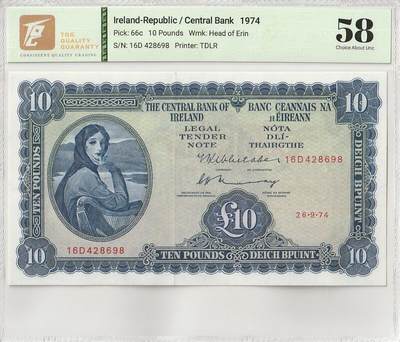 TQG
QUALITY
QUARANTY
CONSISTENT QUALITY GRADING
Ireland-Republic / Central Bank 1974
Pick: 66c 10 Pounds Wmk: Head of Erin
S/N: 16D 428698 Printer: TDLR
58
Choice About Unc
10
THE CENTRAL BANK OF
IRELAND
BANC CEANNAIS NA
hÉIREANN
10
LEGAL
TENDER
NOTE
NÓTA
DLÍ-
THAIRGTHE
TEN POUNDS
DEICH BPUINT
16D428698
£10
26-9-74
16D428698
10
TEN POUNDS DEICH BPUINT
10